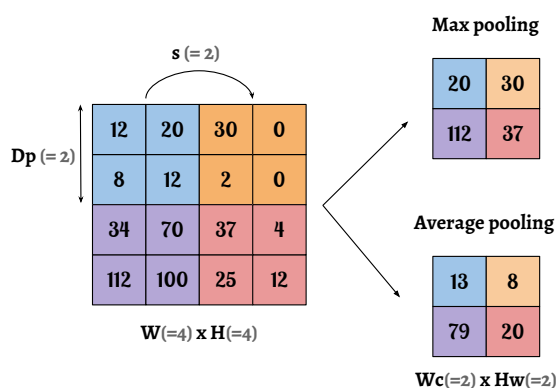 Max pooling
s (= 2)
20 30
112 37
12 20 30 0
Dp (= 2)
8 12 2 0
34 70 37 4
112 100 25 12
W(=4) x H(=4)
Average pooling
13 8
79 20
Wc(=2) x Hw(=2)